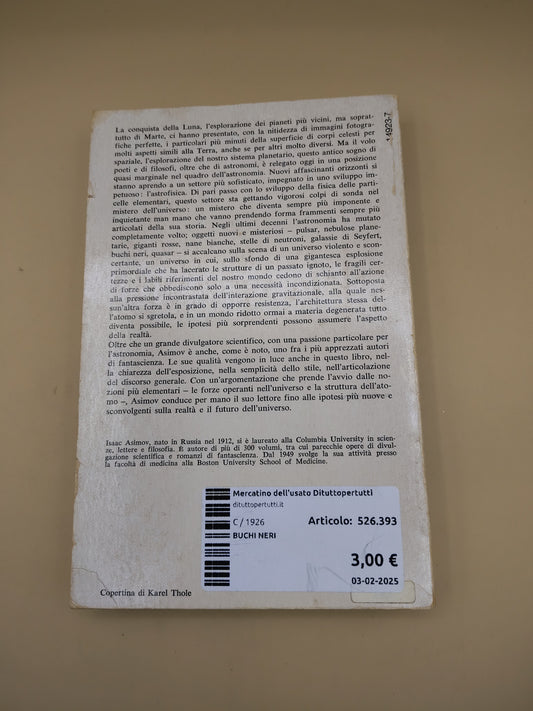 La conquista della Luna, l'esplorazione dei pianeti più vicini, ma soprat-
tutto di Marte, ci hanno presentato, con la nitidezza di immagini fotogra-
fiche perfette, i particolari più minuti della superficie di corpi celesti per
molti aspetti simili alla Terra, anche se per altri molto diversi. Ma il volo
spaziale, l'esplorazione del nostro sistema planetario, questo antico sogno di
poeti e di filosofi, oltre che di astronomi, è relegato oggi in una posizione
quasi marginale nel quadro dell'astronomia. Nuovi affascinanti orizzonti si
stanno aprendo a un settore più sofisticato, impegnato in uno sviluppo im-
petuoso: l'astrofisica. Di pari passo con lo sviluppo della fisica delle parti-
celle elementari, questo settore sta gettando vigorosi colpi di sonda nel
mistero dell'universo: un mistero che diventa sempre più imponente e
inquietante man mano che vanno prendendo forma frammenti sempre più
articolati della sua storia. Negli ultimi decenni l'astronomia ha mutato
completamente volto; oggetti nuovi e misteriosi – pulsar, nebulose plane-
tarie, giganti rosse, nane bianche, stelle di neutroni, galassie di Seyfert,
buchi neri, quasar – si accalcano sulla scena di un universo violento e scon-
certante, un universo in cui, sullo sfondo di una gigantesca esplosione
primordiale che ha lacerato le strutture di un passato ignoto, le fragili cer-
tezze e i labili riferimenti del nostro mondo cedono di schianto all'azione
di forze che obbediscono solo a una necessità incondizionata. Sottoposta
alla pressione incontrastata dell'interazione gravitazionale, alla quale nes-
sun'altra forza è in grado di opporre resistenza, l'architettura stessa del-
l'atomo si sgretola, e in un mondo ridotto ormai a materia degenerata tutto
diventa possibile, le ipotesi più sorprendenti possono assumere l'aspetto
della realtà.
Oltre che un grande divulgatore scientifico, con una passione particolare per
l'astronomia, Asimov è anche, come è noto, uno fra i più apprezzati autori
di fantascienza. Le sue qualità vengono in luce anche in questo libro, nel-
la chiarezza dell'esposizione, nella semplicità dello stile, nell'articolazione
del discorso generale. Con un'argomentazione che prende l'avvio dalle no-
zioni più elementari – le forze operanti nell'universo e la struttura dell'ato-
mo –, Asimov conduce per mano il suo lettore fino alle ipotesi più nuove e
sconvolgenti sulla realtà e il futuro dell'universo.
Isaac Asimov, nato in Russia nel 1912, si è laureato alla Columbia University in scien-
ze, lettere e filosofia. È autore di più di 300 volumi, tra cui parecchie opere di divul-
gazione scientifica e romanzi di fantascienza. Dal 1949 svolge la sua attività presso
la facoltà di medicina alla Boston University School of Medicine.
14923-7
Mercatino dell'usato Dituttopertutti
dituttopertutti.it
C / 1926 Articolo: 526.393
BUCHI NERI
3,00 €
03-02-2025
Copertina di Karel Thole